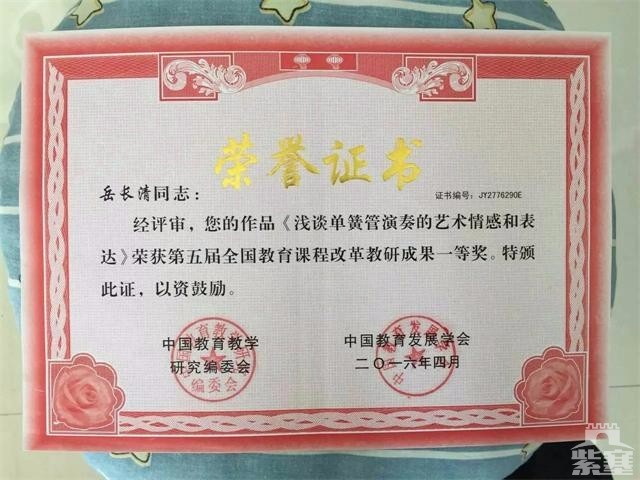 荣誉证书
岳长清同志：
证书编号：JY2776290E
经评审，您的作品《浅谈单簧管演奏的艺术情感和表
达》荣获第五届全国教育课程改革教研成果一等奖。特颁
此证，以资鼓励。
中国教育教学
研究编委会
编委会
中国教育发展学会
二〇一六年四月
紫塞